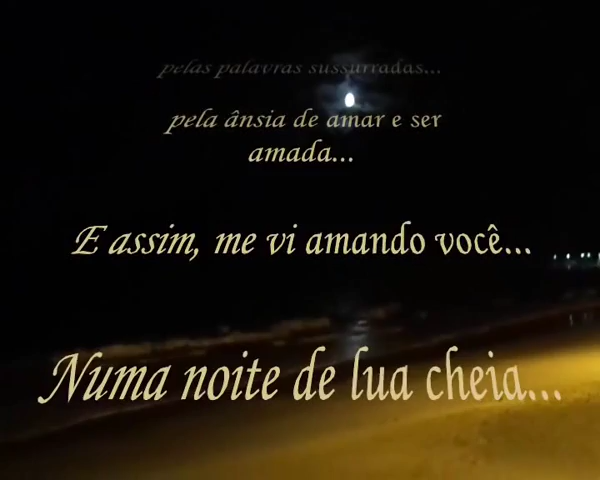 pelas palavras sussurradas...
pela ânsia de amar e ser
amada...
E assim, me vi amando você...
Numa noite de lua cheia...